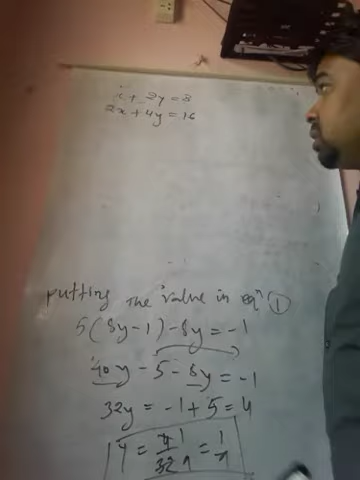 x + 2y = 8
2x + 4y = 16
putting the value in eqn ①
5(8y-1)-8y=-1
40y - 5 - 8y = -1
32y = -1 + 5 = 4
y = 4/32 = 1/8